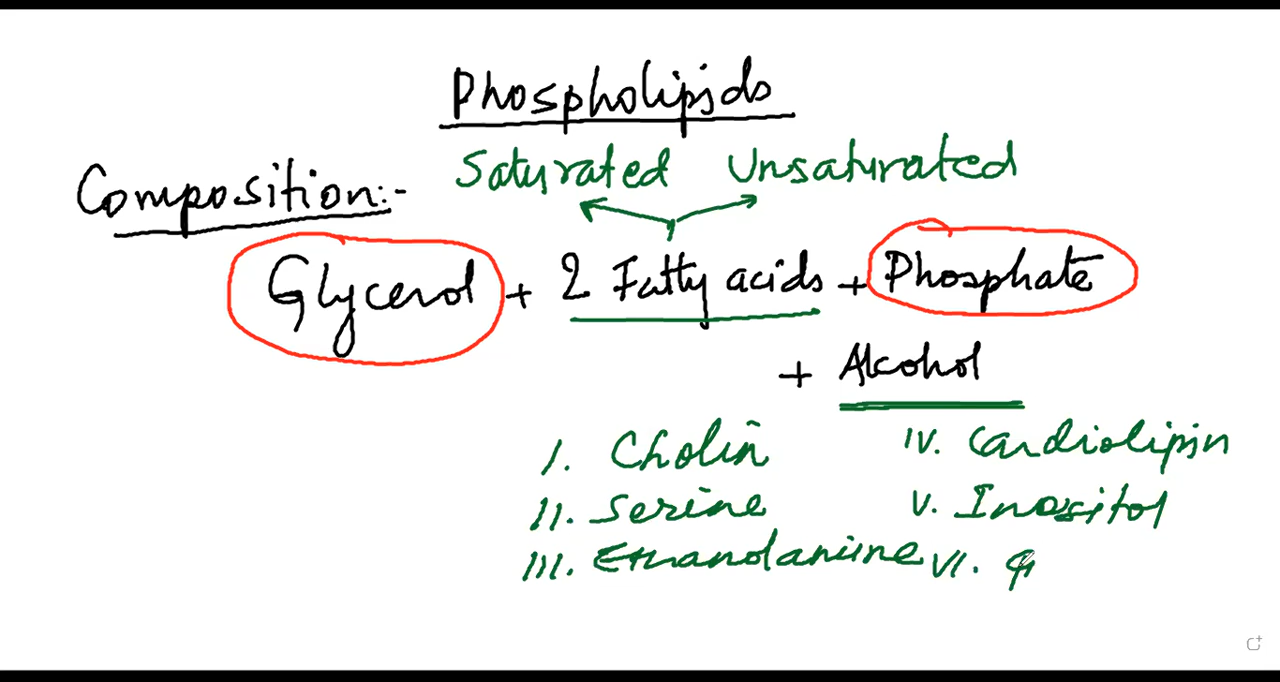 Phospholipids
Saturated Unsaturated
Composition:-
Glycerol + 2 Fatty acids + Phosphate
+ Alcohol
I. Cholin IV. Cardiolipin
II. Serine V. Inositol
III. Ethanolamine VI. G